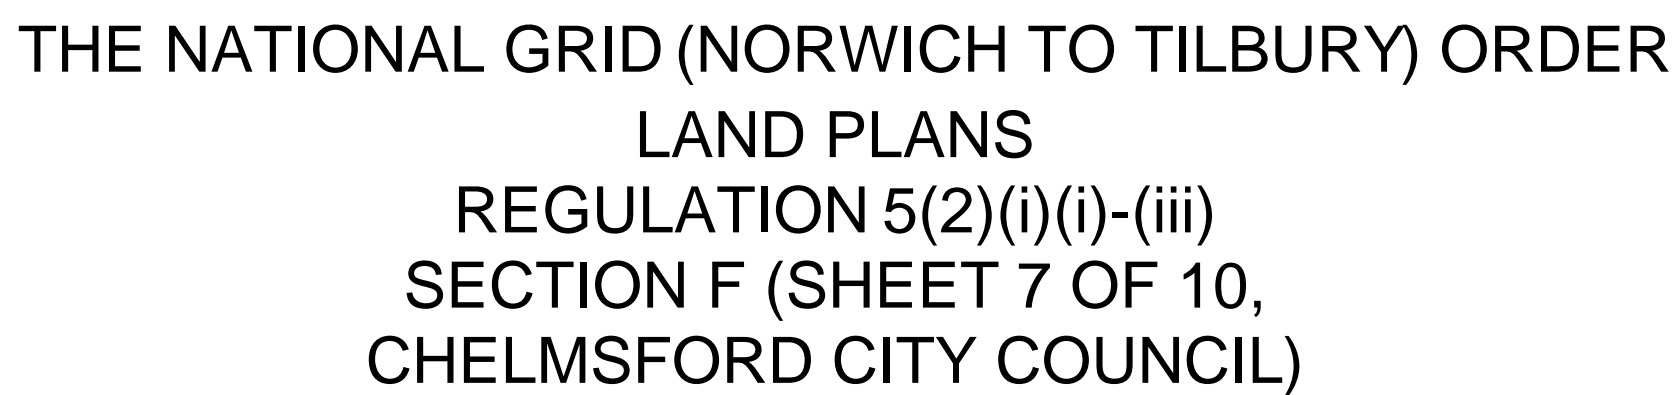 THE NATIONAL GRID (NORWICH TO TILBURY) ORDER
LAND PLANS
REGULATION 5(2)(i)(i)-(iii)
SECTION F (SHEET 7 OF 10,
CHELMSFORD CITY COUNCIL)